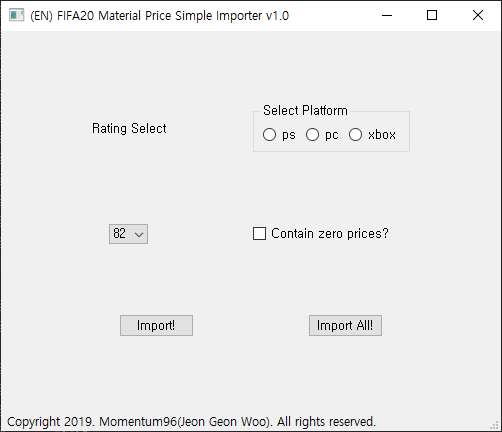 (EN) FIFA20 Material Price Simple Importer v1.0
Select Platform
Rating Select
ps pc xbox
82
Contain zero prices?
Import!
Import All!
Copyright 2019. Momentum96(Jeon Geon Woo). All rights reserved.